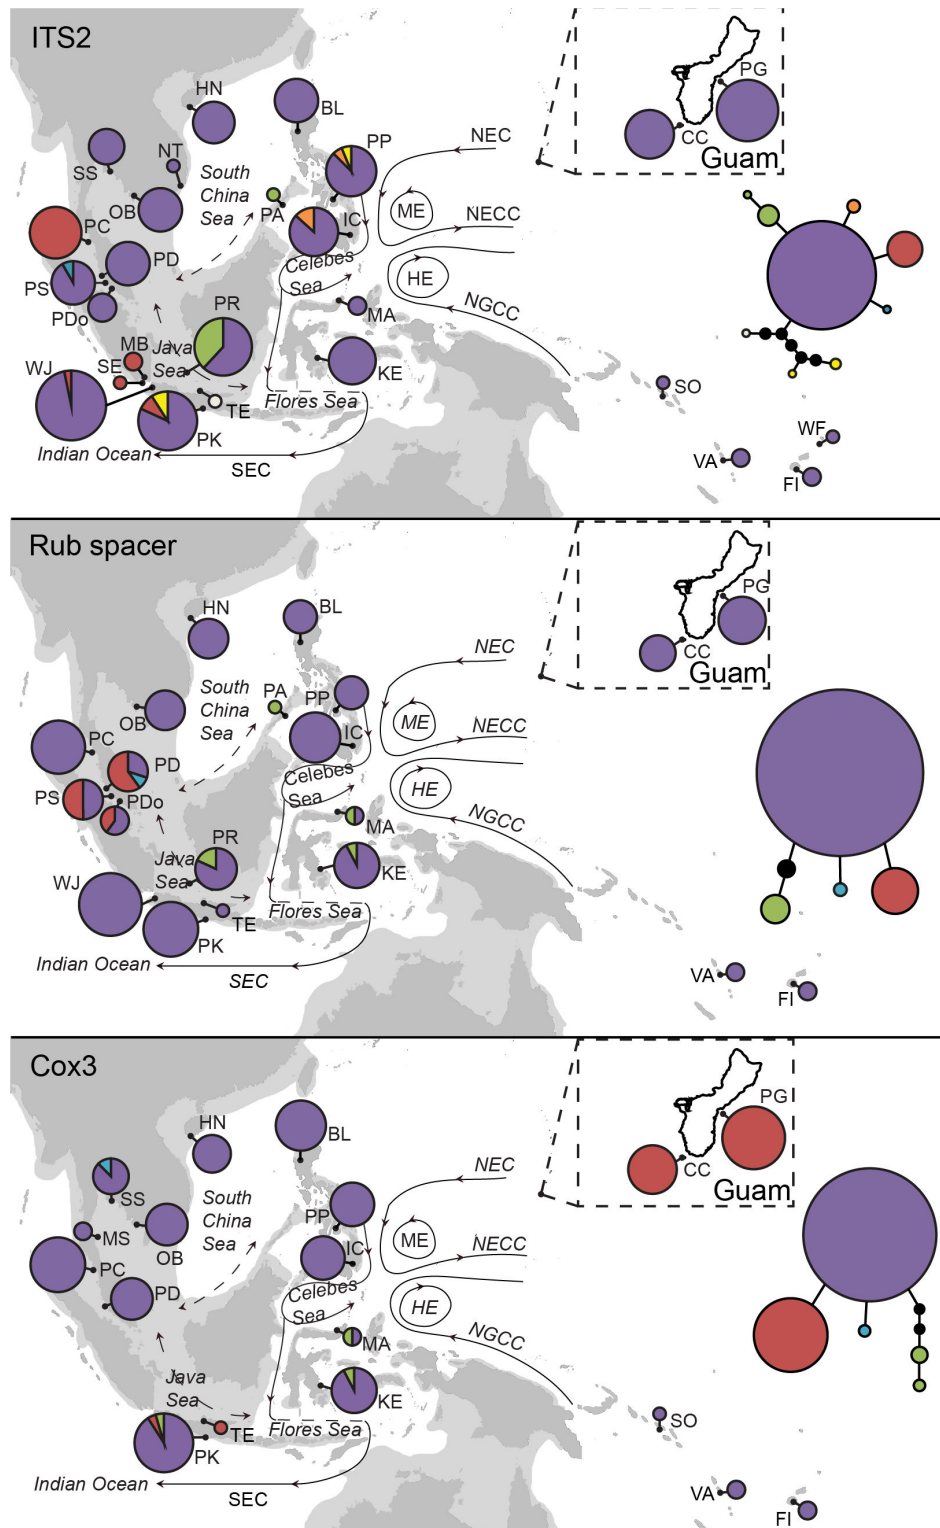 ITS2
HN
BL
PG
CC
Guam
SS
NT
South
China
Sea
PP
NEC
OB
PA
IC
ME
NECC
PC
PD
Celebes
Sea
HE
PS
PDo
PR
MA
NGCC
MB
Java
Sea
SE
WJ
KE
SO
TE
Flores Sea
PK
WF
Indian Ocean
SEC
VA
FI
Rub spacer
HN
BL
PG
CC
Guam
NEC
South
China
Sea
PA
PP
OB
IC
ME
NECC
PC
PD
Celebes
Sea
HE
PS
PDo
MA
NGCC
PR
Java
Sea
KE
WJ
TE
Flores Sea
PK
Indian Ocean
SEC
VA
FI
Cox3
HN
BL
PG
CC
Guam
NEC
SS
South
China
Sea
PP
MS
OB
IC
ME
NECC
PC
PD
Celebes
Sea
HE
MA
NGCC
Java
Sea
KE
TE
Flores Sea
SO
PK
Indian Ocean
SEC
VA
FI